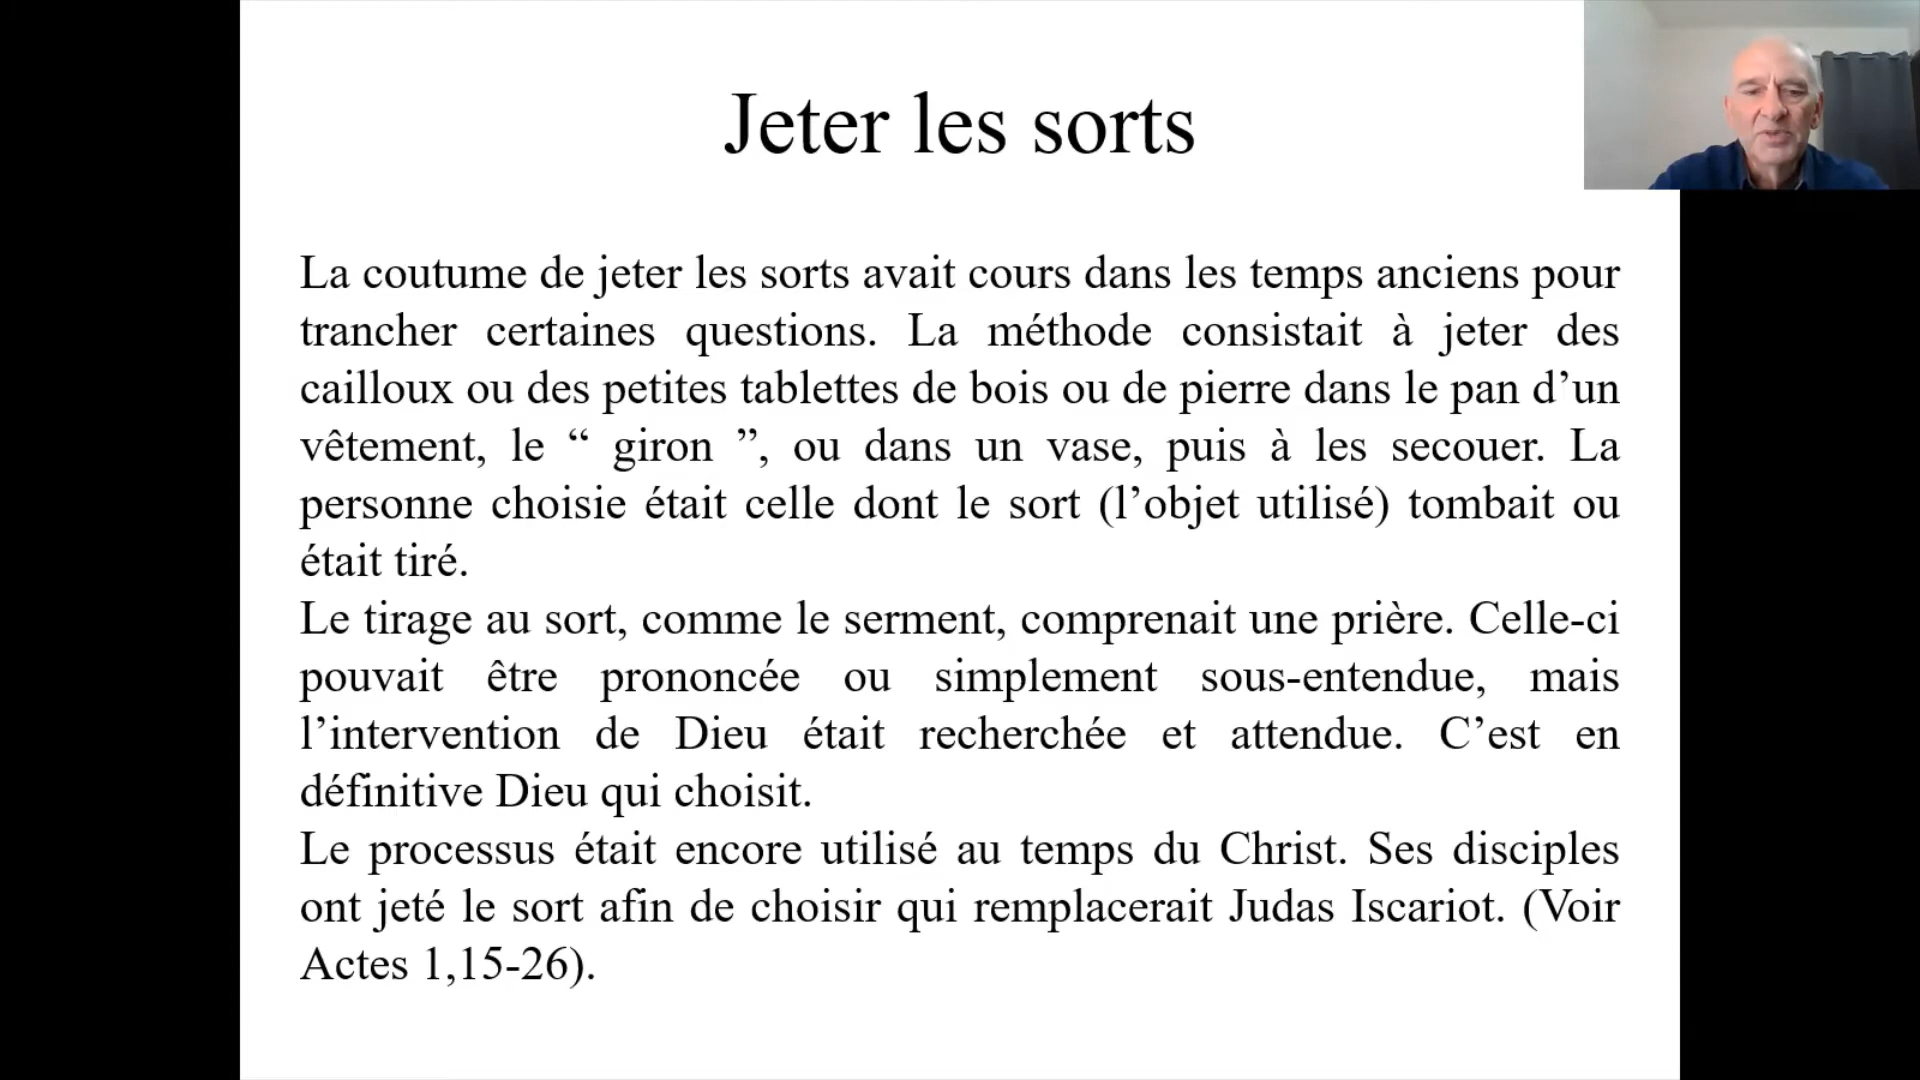 Jeter les sorts
La coutume de jeter les sorts avait cours dans les temps anciens pour
trancher certaines questions. La méthode consistait à jeter des
cailloux ou des petites tablettes de bois ou de pierre dans le pan d’un
vêtement, le “ giron ”, ou dans un vase, puis à les secouer. La
personne choisie était celle dont le sort (l’objet utilisé) tombait ou
était tiré.
Le tirage au sort, comme le serment, comprenait une prière. Celle-ci
pouvait être prononcée ou simplement sous-entendue, mais
l’intervention de Dieu était recherchée et attendue. C’est en
définitive Dieu qui choisit.
Le processus était encore utilisé au temps du Christ. Ses disciples
ont jeté le sort afin de choisir qui remplacerait Judas Iscariot. (Voir
Actes 1,15-26).